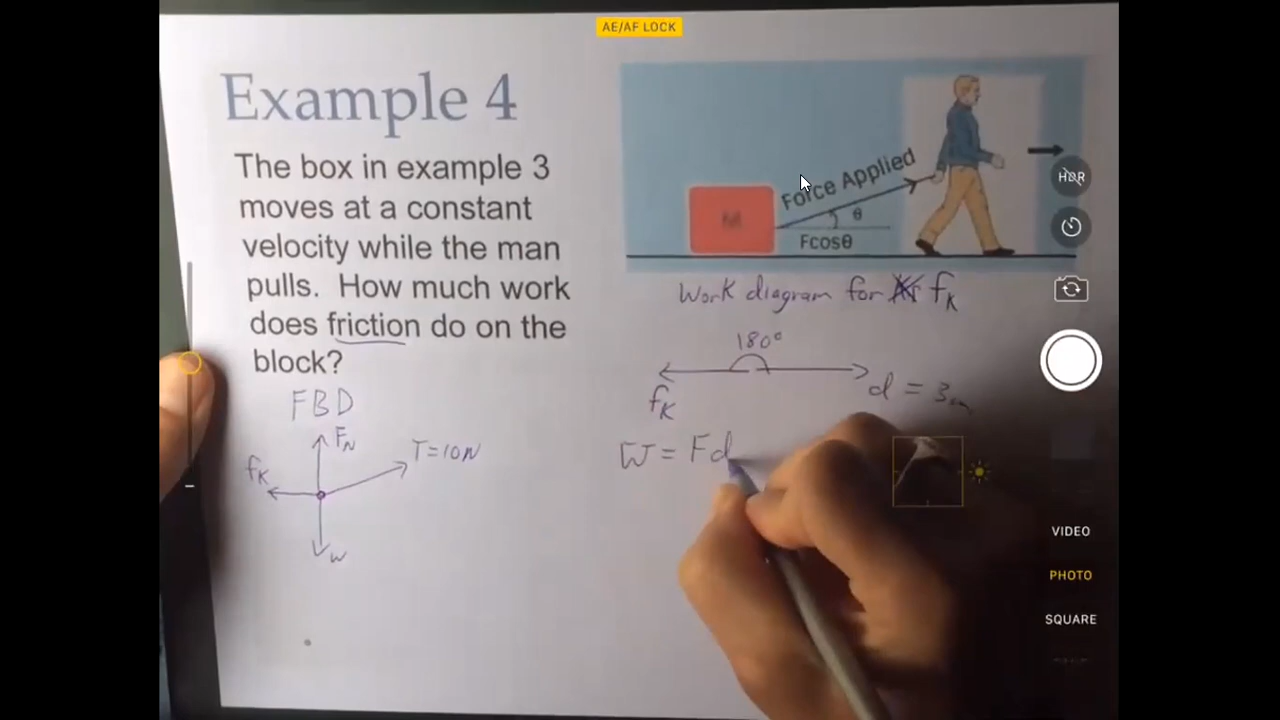 AE/AF LOCK
Example 4
The box in example 3
moves at a constant
velocity while the man
pulls. How much work
does friction do on the
block?
Force Applied
θ
M
Fcosθ
HDR
Work diagram for fK
180°
fK
d = 3m
W = Fd
FBD
FN
T=10N
fK
W
VIDEO
PHOTO
SQUARE